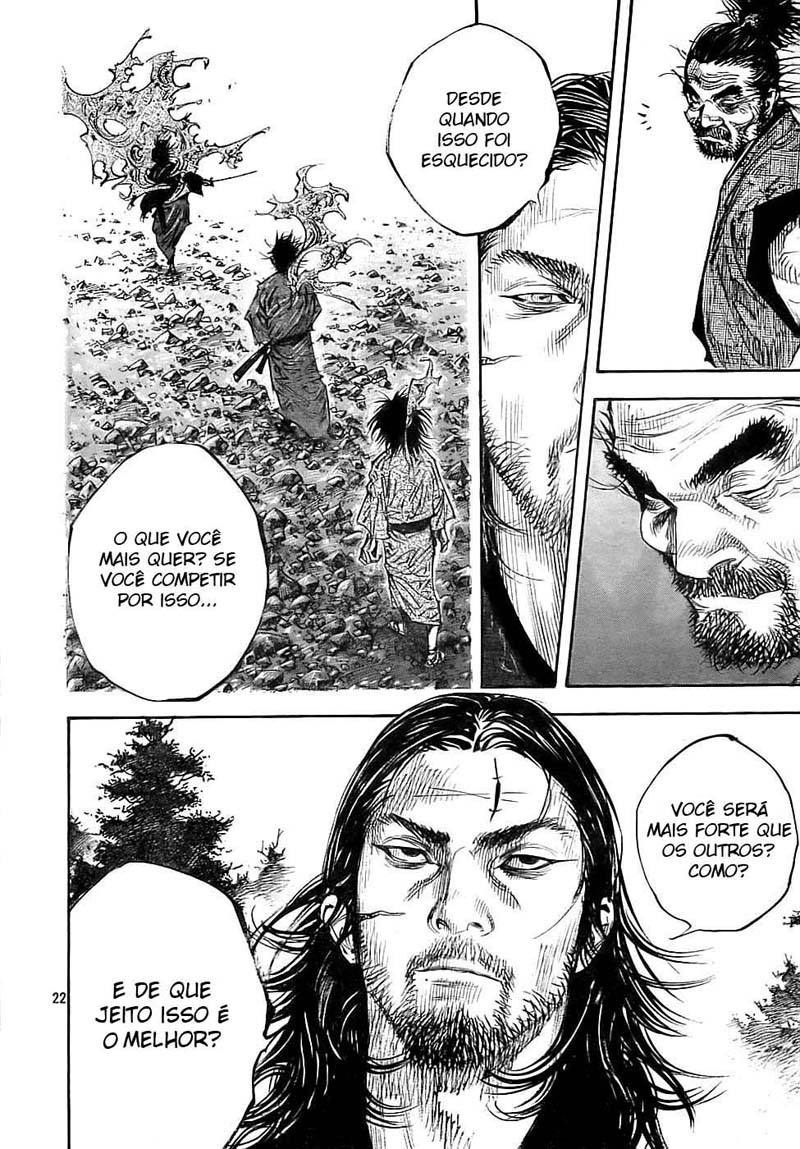 DESDE
QUANDO
ISSO FOI
ESQUECIDO?
O QUE VOCÊ
MAIS QUER? SE
VOCÊ COMPETIR
POR ISSO...
VOCÊ SERÁ
MAIS FORTE QUE
OS OUTROS?
COMO?
E DE QUE
JEITO ISSO É
O MELHOR?
22